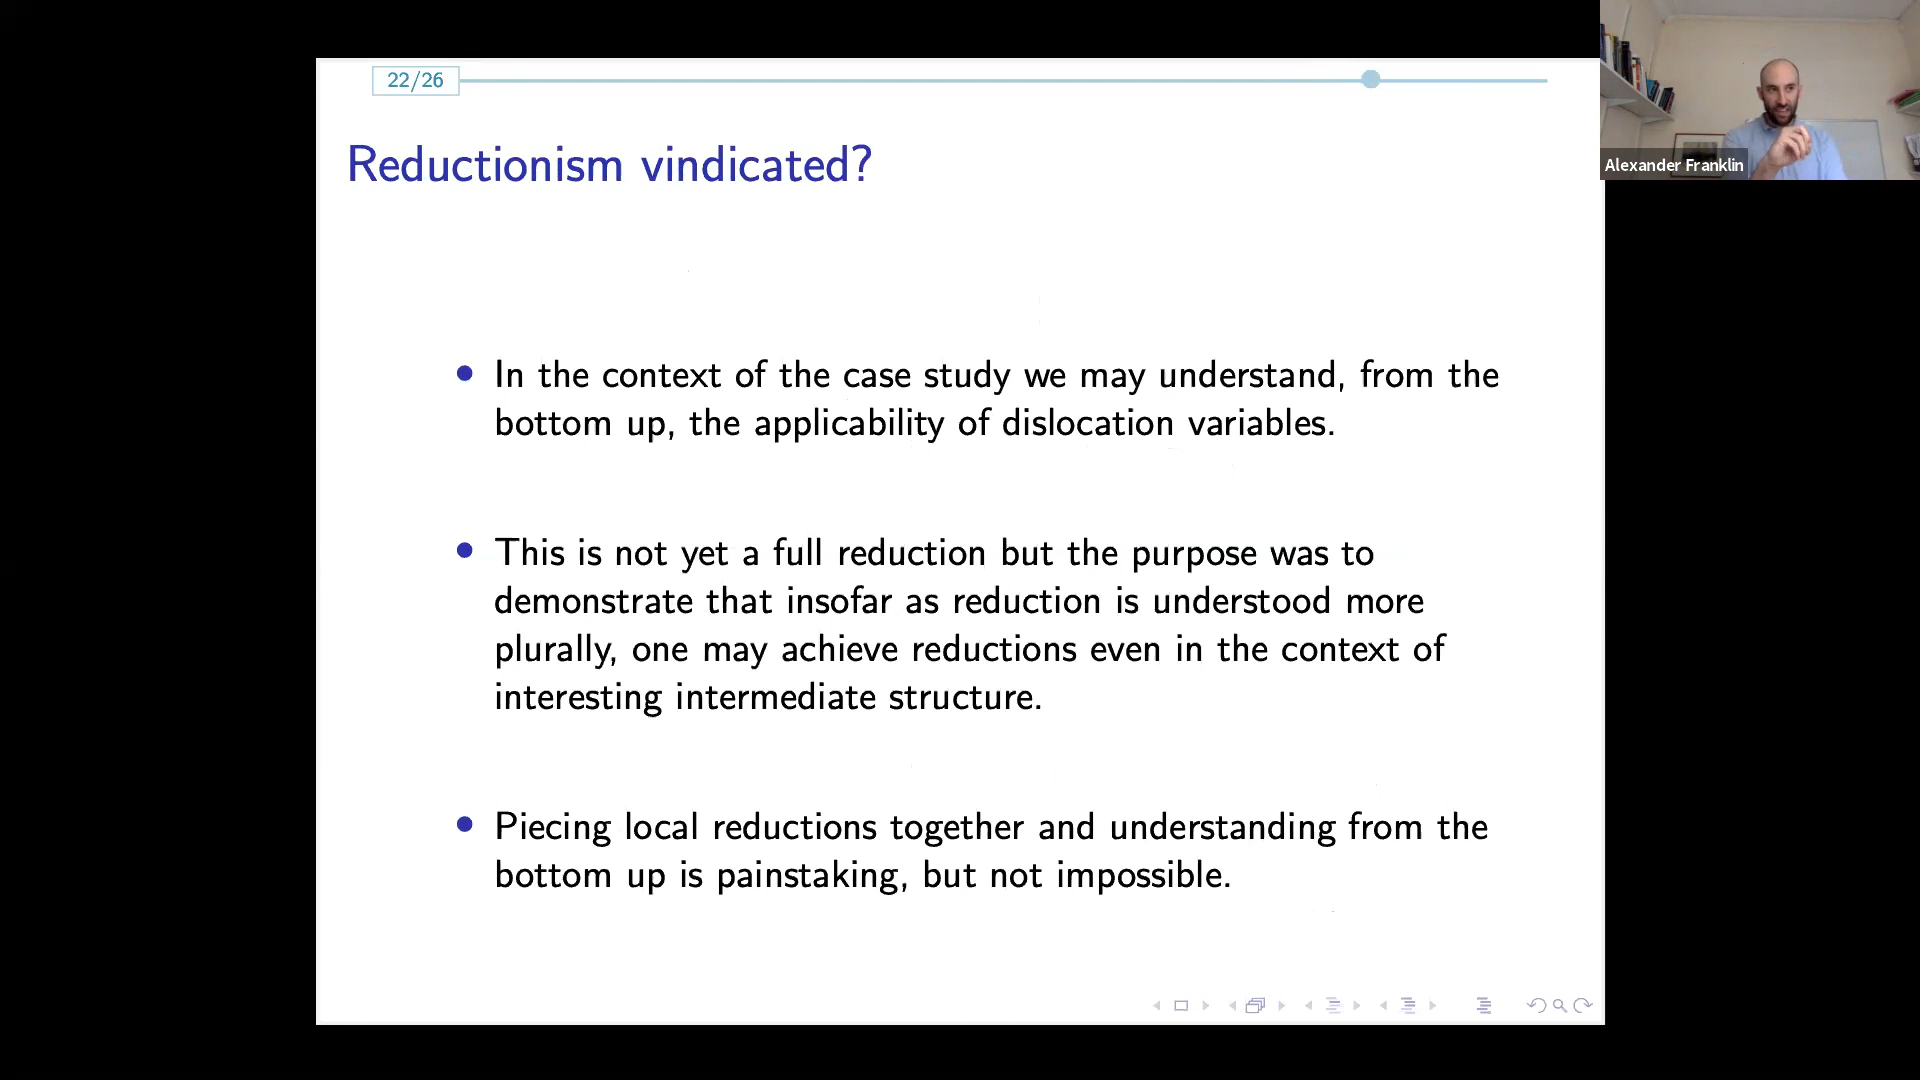 22/26
Alexander Franklin
Reductionism vindicated?
• In the context of the case study we may understand, from the
bottom up, the applicability of dislocation variables.
• This is not yet a full reduction but the purpose was to
demonstrate that insofar as reduction is understood more
plurally, one may achieve reductions even in the context of
interesting intermediate structure.
• Piecing local reductions together and understanding from the
bottom up is painstaking, but not impossible.